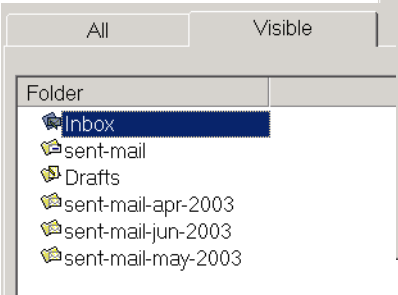 All Visible
Folder
Inbox
sent-mail
Drafts
sent-mail-apr-2003
sent-mail-jun-2003
sent-mail-may-2003